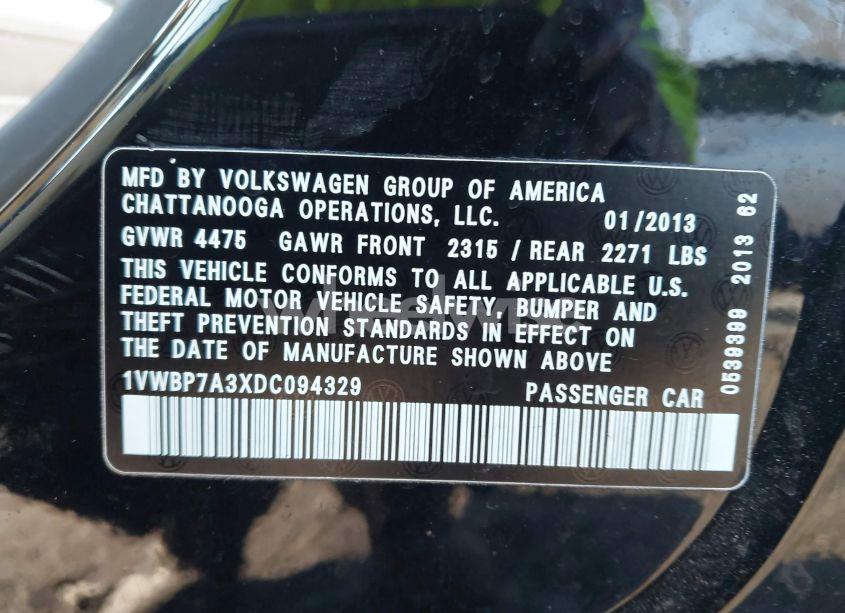 MFD BY VOLKSWAGEN GROUP OF AMERICA
CHATTANOOGA OPERATIONS, LLC. 01/2013
GVWR 4475 GAWR FRONT 2315 / REAR 2271 LBS
THIS VEHICLE CONFORMS TO ALL APPLICABLE U.S.
FEDERAL MOTOR VEHICLE SAFETY, BUMPER AND
THEFT PREVENTION STANDARDS IN EFFECT ON
THE DATE OF MANUFACTURE SHOWN ABOVE
1VWBP7A3XDC094329 PASSENGER CAR
0539399 2013 62